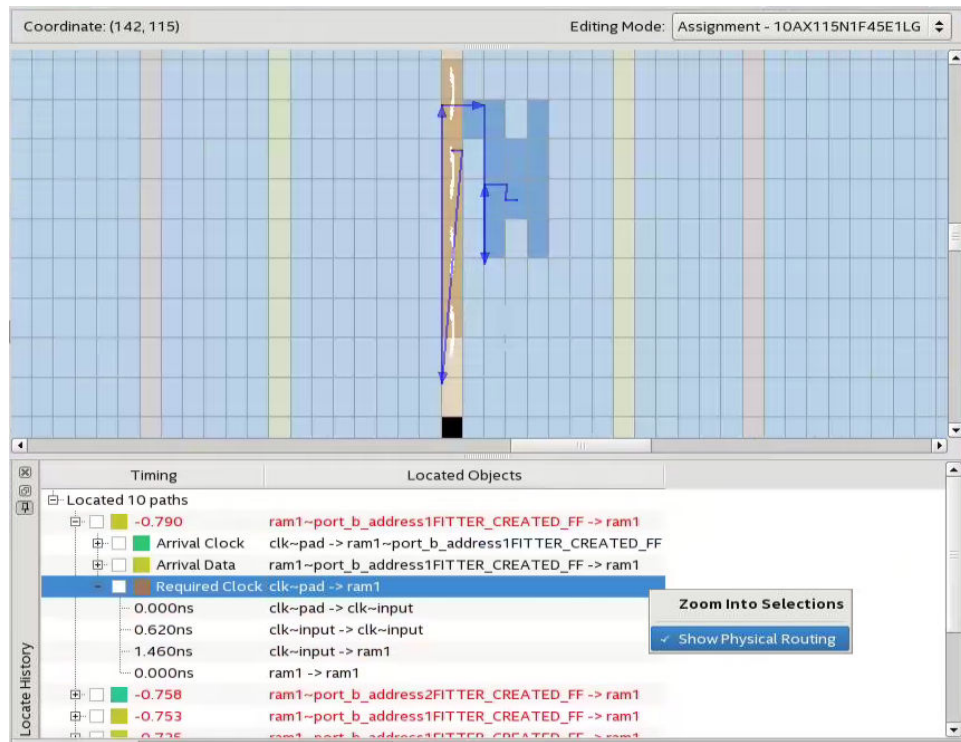 Coordinate: (142, 115) Editing Mode: Assignment - 10AX115N1F45E1LG
Timing Located Objects
Located 10 paths
-0.790 ram1~port_b_address1FITTER_CREATED_FF -> ram1
Arrival Clock clk~pad -> ram1~port_b_address1FITTER_CREATED_FF
Arrival Data ram1~port_b_address1FITTER_CREATED_FF -> ram1
Required Clock clk~pad -> ram1
0.000ns clk~pad -> clk~input
Zoom Into Selections
0.620ns clk~input -> clk~input
1.460ns clk~input -> ram1
Show Physical Routing
0.000ns ram1 -> ram1
-0.758 ram1~port_b_address2FITTER_CREATED_FF -> ram1
-0.753 ram1~port_b_address1FITTER_CREATED_FF -> ram1
Locate History